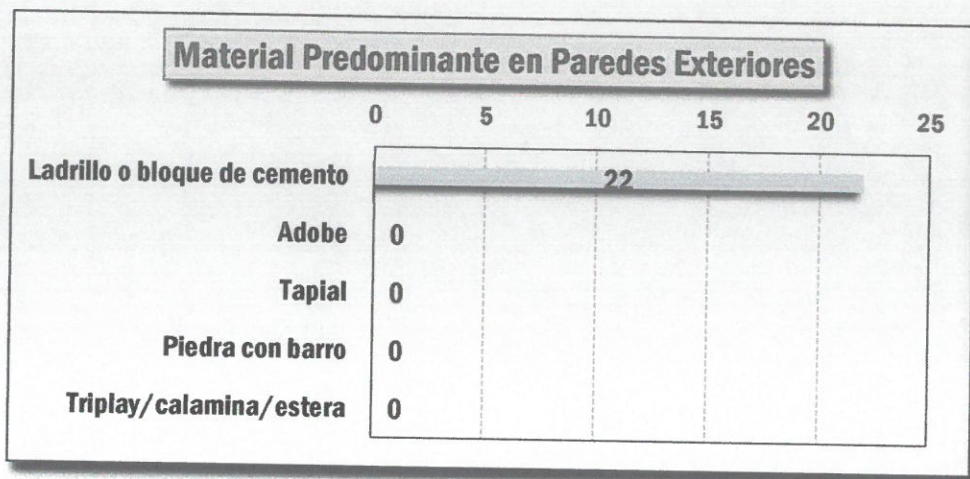 Material Predominante en Paredes Exteriores
0 5 10 15 20 25
Ladrillo o bloque de cemento 22
Adobe 0
Tapial 0
Piedra con barro 0
Triplay/calamina/estera 0